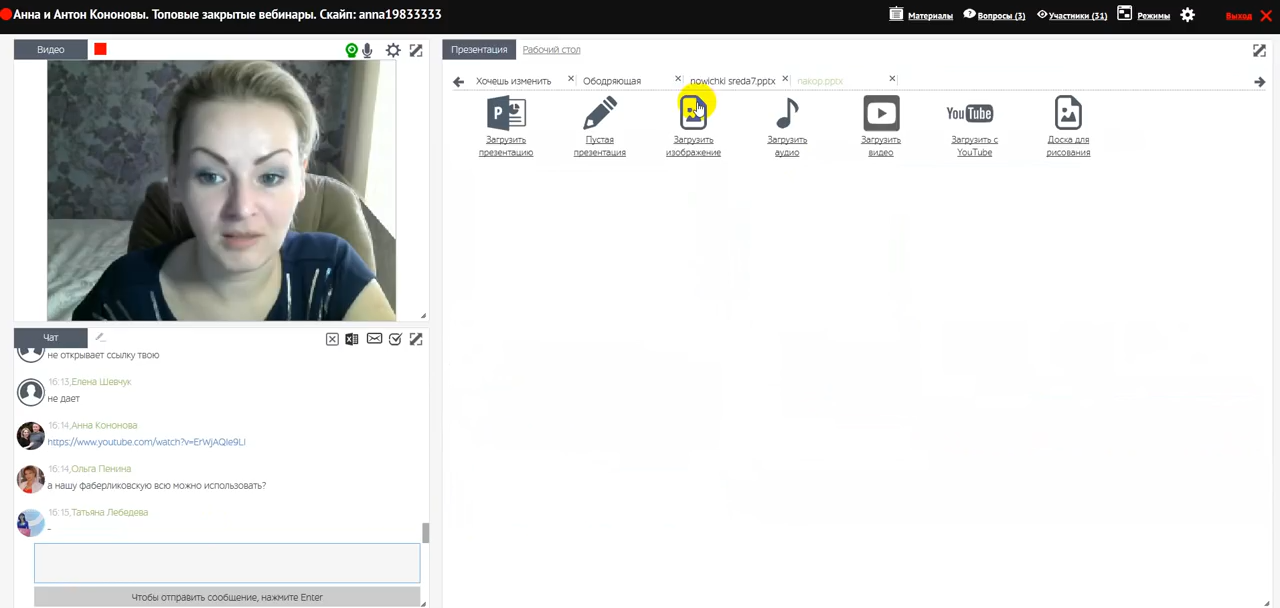 Анна и Антон Кононовы. Топовые закрытые вебинары. Скайп: anna19833333
Материалы
Вопросы (3)
Участники (31)
Режимы
Выход
Видео
Презентация
Рабочий стол
Хочешь изменить
Ободряющая
nowichki sreda7.pptx
nakop.pptx
Загрузить презентацию
Пустая презентация
Загрузить изображение
Загрузить аудио
Загрузить видео
YouTube
Загрузить с YouTube
Доска для рисования
Чат
не открывает ссылку твою
16:13, Елена Шевчук
не дает
16:14, Анна Кононова
https://www.youtube.com/watch?v=ErWjAQIe9LI
16:14, Ольга Пенина
а нашу фаберликовскую всю можно использовать?
16:15, Татьяна Лебедева
-
Чтобы отправить сообщение, нажмите Enter